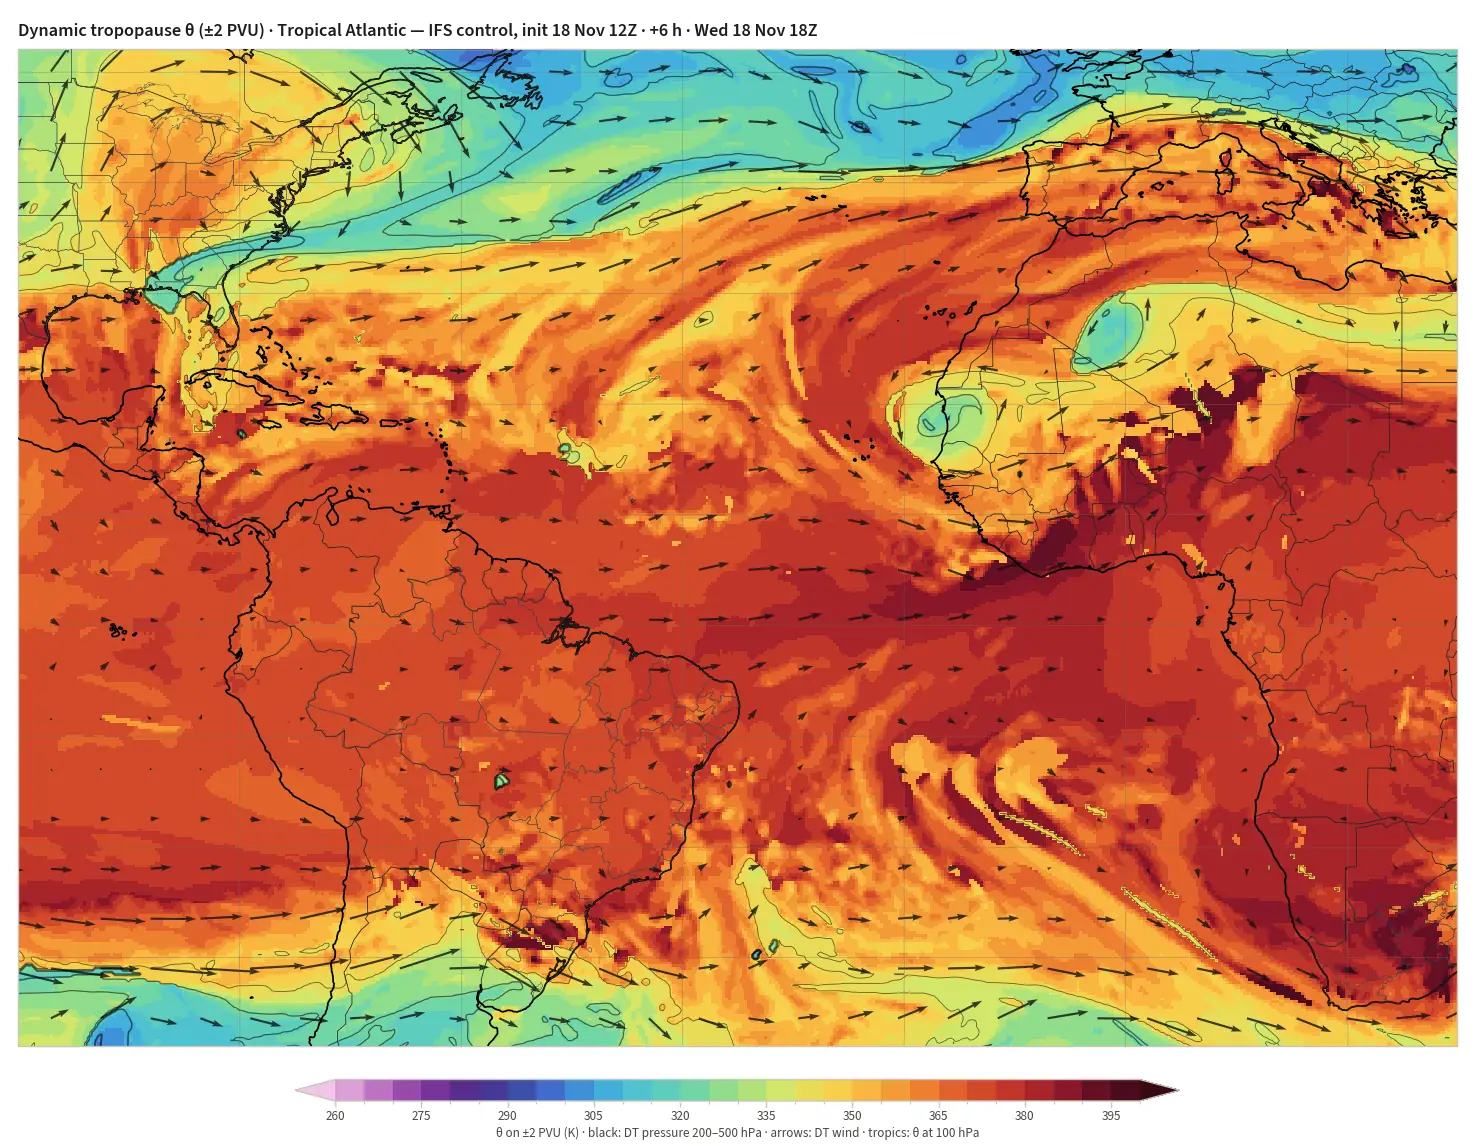 Dynamic tropopause θ (±2 PVU) · Tropical Atlantic — IFS control, init 18 Nov 12Z · +6 h · Wed 18 Nov 18Z
260 275 290 305 320 335 350 365 380 395
θ on ±2 PVU (K) · black: DT pressure 200–500 hPa · arrows: DT wind · tropics: θ at 100 hPa